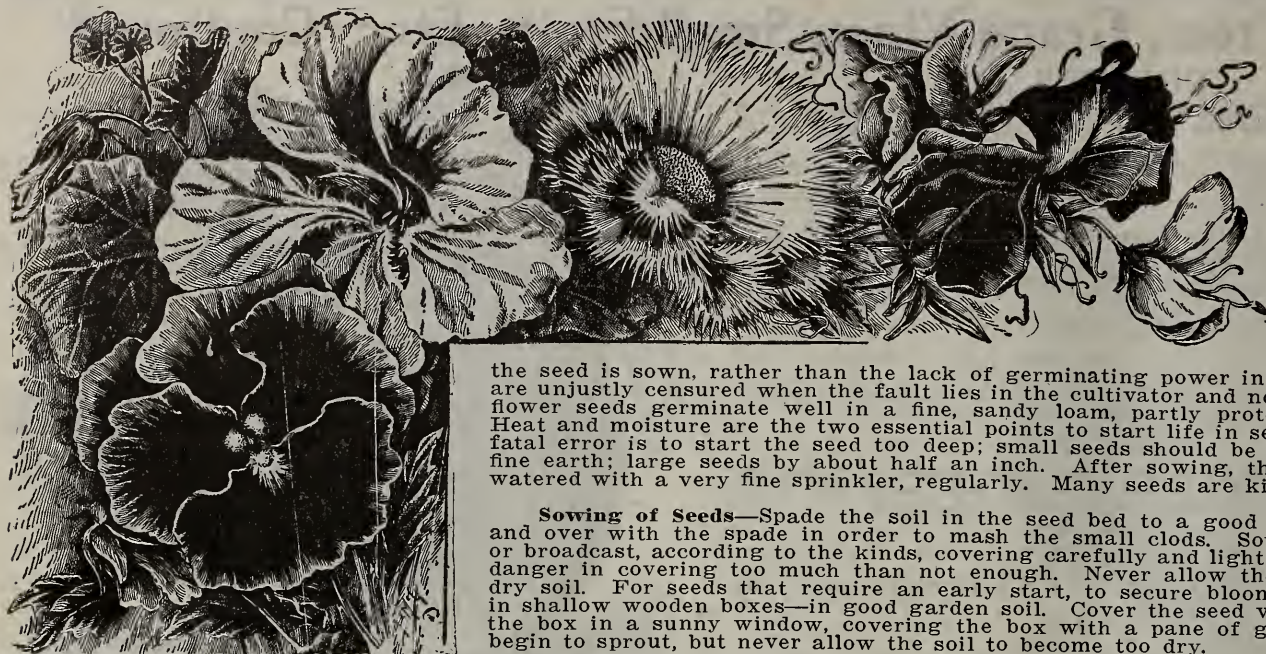 the seed is sown, rather than the lack of germinating power in
are unjustly censured when the fault lies in the cultivator and
flower seeds germinate well in a fine, sandy loam, partly
Heat and moisture are the two essential points to start life in
fatal error is to start the seed too deep; small seeds should be
fine earth; large seeds by about half an inch. After sowing,
watered with a very fine sprinkler, regularly. Many seeds are
Sowing of Seeds—Spade the soil in the seed bed to a good
and over with the spade in order to mash the small clods.
or broadcast, according to the kinds, covering carefully and
danger in covering too much than not enough. Never allow
dry soil. For seeds that require an early start, to secure
in shallow wooden boxes—in good garden soil. Cover the seed
the box in a sunny window, covering the box with a pane of
begin to sprout, but never allow the soil to become too dry.